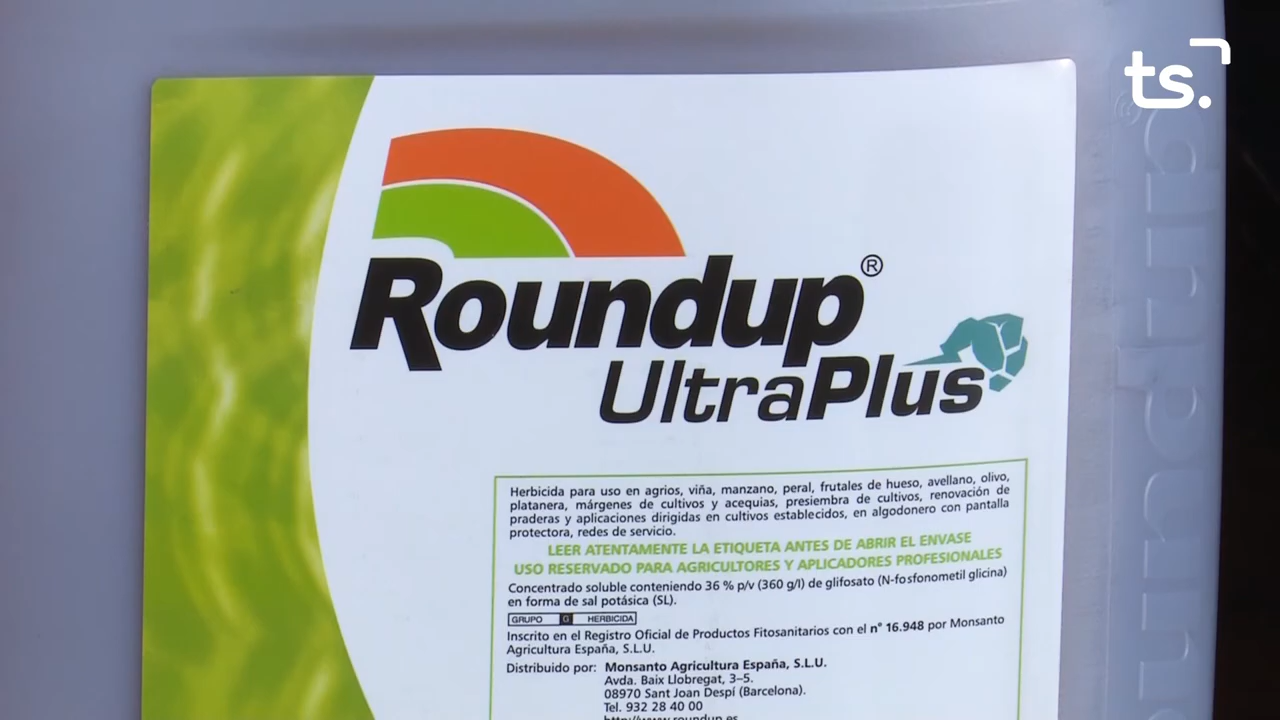 ts.
Roundup®
UltraPlus
Herbicida para uso en agrios, viña, manzano, peral, frutales de hueso, avellano, olivo,
platanera, márgenes de cultivos y acequias, presiembra de cultivos, renovación de
praderas y aplicaciones dirigidas en cultivos establecidos, en algodonero con pantalla
protectora, redes de servicio.
LEER ATENTAMENTE LA ETIQUETA ANTES DE ABRIR EL ENVASE
USO RESERVADO PARA AGRICULTORES Y APLICADORES PROFESIONALES
Concentrado soluble conteniendo 36 % p/v (360 g/l) de glifosato (N-fosfonometil glicina)
en forma de sal potásica (SL).
GRUPO G HERBICIDA
Inscrito en el Registro Oficial de Productos Fitosanitarios con el n° 16.948 por Monsanto
Agricultura España, S.L.U.
Distribuido por: Monsanto Agricultura España, S.L.U.
Avda. Baix Llobregat, 3–5.
08970 Sant Joan Despí (Barcelona).
Tel. 932 28 40 00
http://www.roundup.es